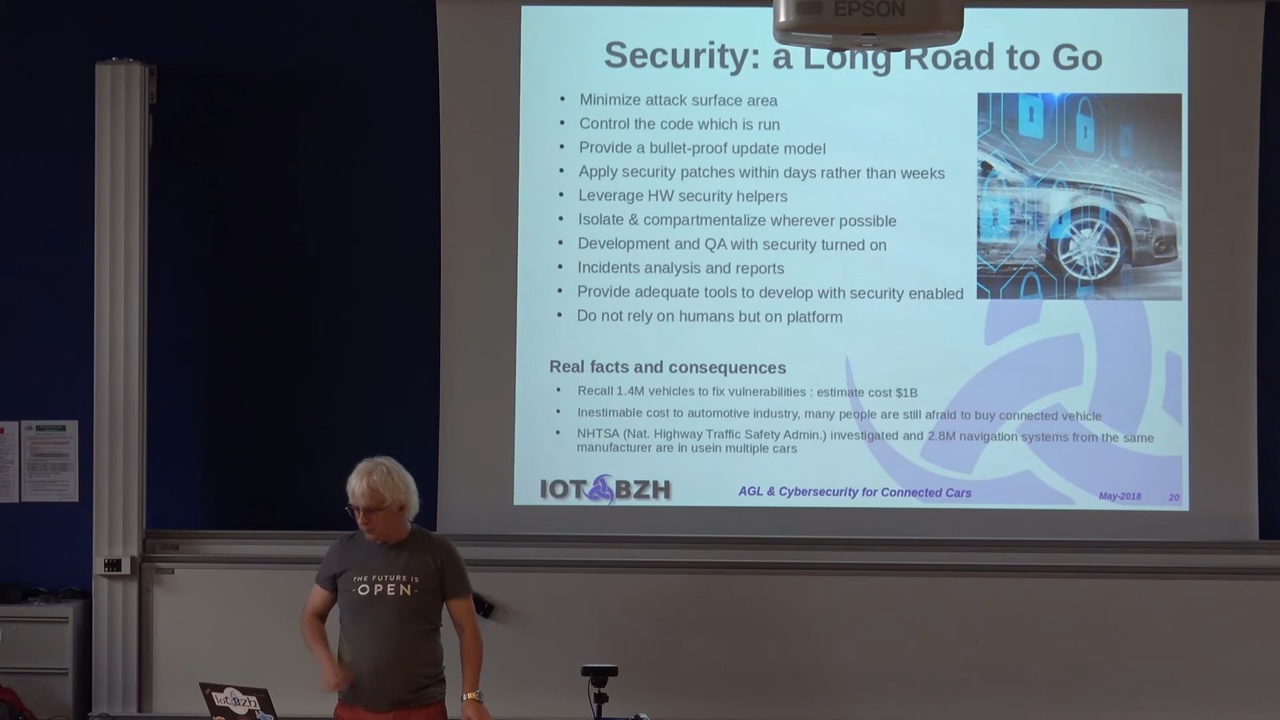 EPSON
Security: a Long Road to Go
• Minimize attack surface area
• Control the code which is run
• Provide a bullet-proof update model
• Apply security patches within days rather than weeks
• Leverage HW security helpers
• Isolate & compartmentalize wherever possible
• Development and QA with security turned on
• Incidents analysis and reports
• Provide adequate tools to develop with security enabled
• Do not rely on humans but on platform
Real facts and consequences
• Recall 1.4M vehicles to fix vulnerabilities : estimate cost $1B
• Inestimable cost to automotive industry, many people are still afraid to buy connected vehicle
• NHTSA (Nat. Highway Traffic Safety Admin.) investigated and 2.8M navigation systems from the same
manufacturer are in usein multiple cars
IOT BZH
AGL & Cybersecurity for Connected Cars
May-2018
20
THE FUTURE IS
-OPEN-
IoT.Bzh